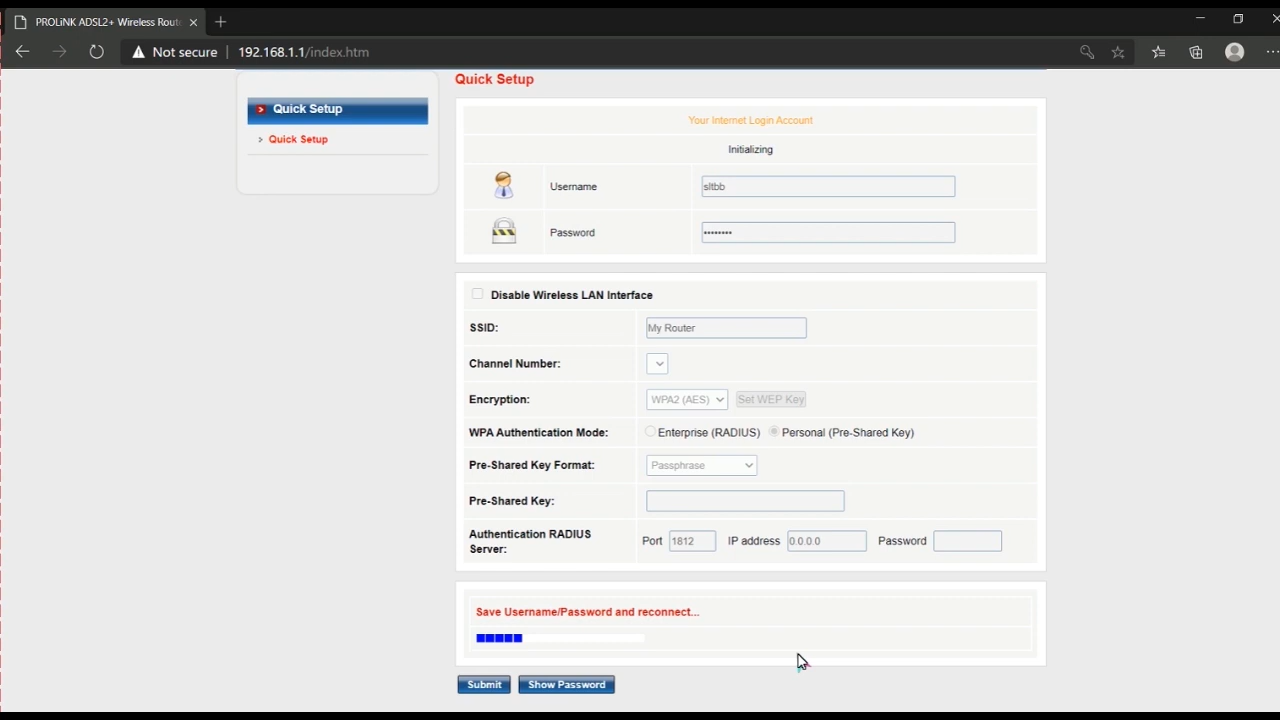 PROLiNK ADSL2+ Wireless Rout
Not secure | 192.168.1.1/index.htm
Quick Setup
Quick Setup
Quick Setup
Your Internet Login Account
Initializing
Username sltbb
Password ••••••••
Disable Wireless LAN Interface
SSID: My Router
Channel Number:
Encryption: WPA2 (AES) Set WEP Key
WPA Authentication Mode: Enterprise (RADIUS) Personal (Pre-Shared Key)
Pre-Shared Key Format: Passphrase
Pre-Shared Key:
Authentication RADIUS
Server: Port 1812 IP address 0.0.0.0 Password
Save Username/Password and reconnect...
Submit Show Password